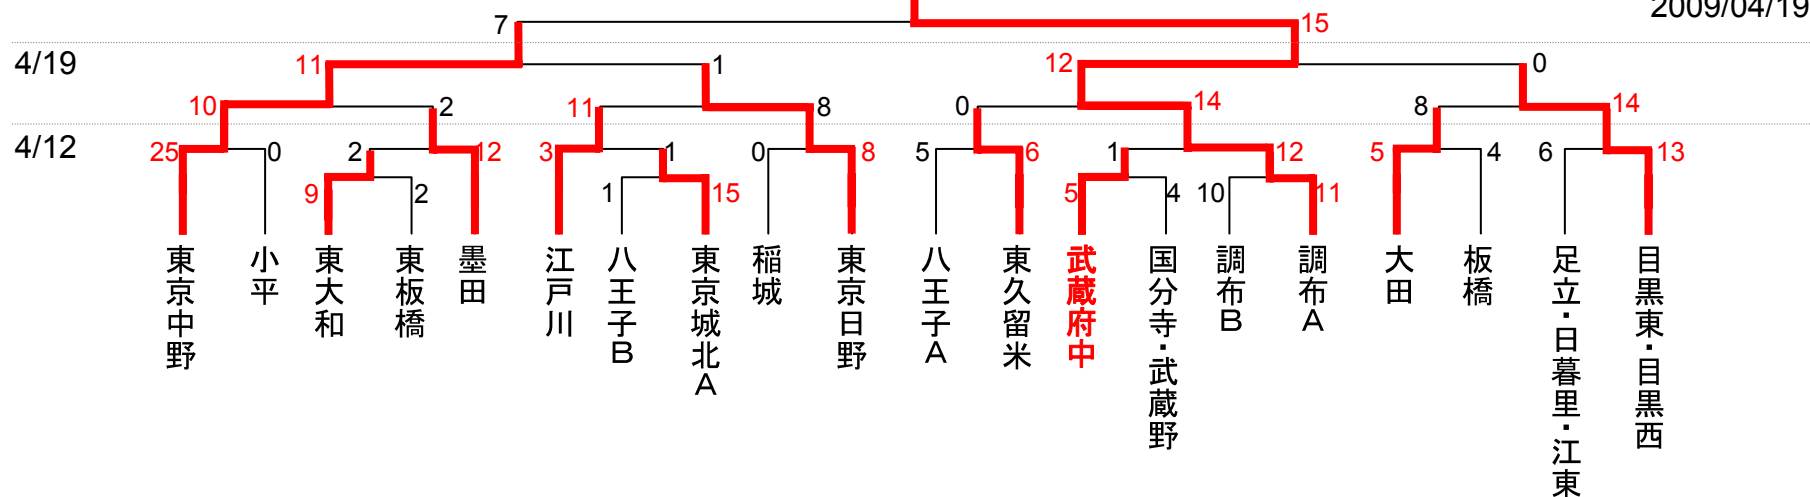 2009/04/19
7 15
4/19
11 1 12 0
10 2 11 8 0 14 8 14
4/12
25 0 2 12 3 1 0 8 5 6 1 12 5 4 6 13
9 2 1 15 5 4 10 11
東京中野
小平
東大和
東板橋
墨田
江戸川
八王子B
東京城北A
稲城
東京日野
八王子A
東久留米
武蔵府中
国分寺・武蔵野
調布B
調布A
大田
板橋
足立・日暮里・江東
目黒東・目黒西